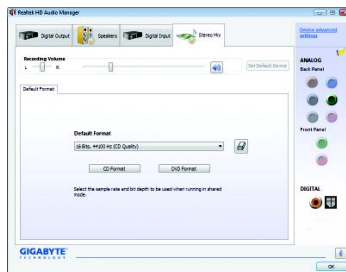 Realtek HD Audio Manager
Digital Output
Speakers
Digital Input
Stereo Mix
Device advanced settings
Recording Volume
L
R
Set Default Device
ANALOG
Back Panel
Default Format
Default Format
16 Bits, 44100 Hz (CD Quality)
CD Format
DVD Format
Select the sample rate and bit depth to be used when running in shared
mode.
Front Panel
DIGITAL
GIGABYTE
TECHNOLOGY
i
OK